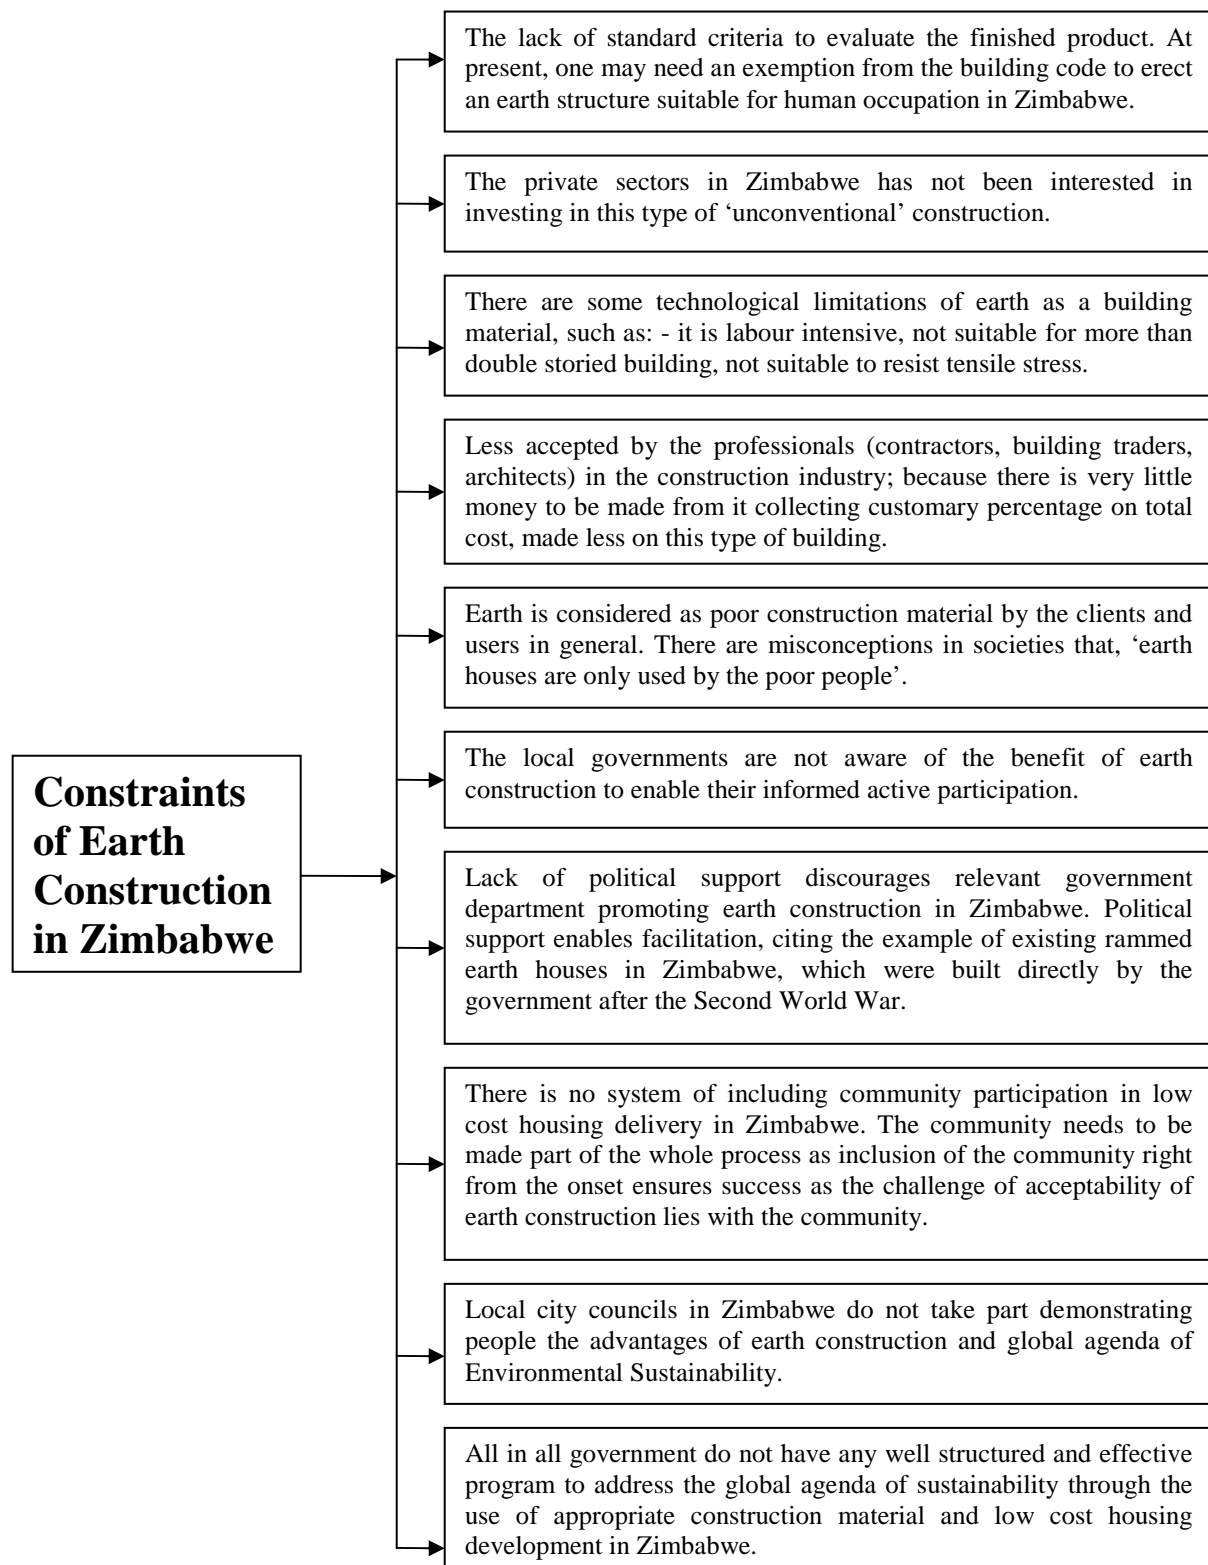 The lack of standard criteria to evaluate the finished product. At
present, one may need an exemption from the building code to erect
an earth structure suitable for human occupation in Zimbabwe.
The private sectors in Zimbabwe has not been interested in
investing in this type of ‘unconventional’ construction.
There are some technological limitations of earth as a building
material, such as: - it is labour intensive, not suitable for more than
double storied building, not suitable to resist tensile stress.
Less accepted by the professionals (contractors, building traders,
architects) in the construction industry; because there is very little
money to be made from it collecting customary percentage on total
cost, made less on this type of building.
Earth is considered as poor construction material by the clients and
users in general. There are misconceptions in societies that, ‘earth
houses are only used by the poor people’.
The local governments are not aware of the benefit of earth
construction to enable their informed active participation.
Constraints
of Earth
Construction
in Zimbabwe
Lack of political support discourages relevant government
department promoting earth construction in Zimbabwe. Political
support enables facilitation, citing the example of existing rammed
earth houses in Zimbabwe, which were built directly by the
government after the Second World War.
There is no system of including community participation in low
cost housing delivery in Zimbabwe. The community needs to be
made part of the whole process as inclusion of the community right
from the onset ensures success as the challenge of acceptability of
earth construction lies with the community.
Local city councils in Zimbabwe do not take part demonstrating
people the advantages of earth construction and global agenda of
Environmental Sustainability.
All in all government do not have any well structured and effective
program to address the global agenda of sustainability through the
use of appropriate construction material and low cost housing
development in Zimbabwe.